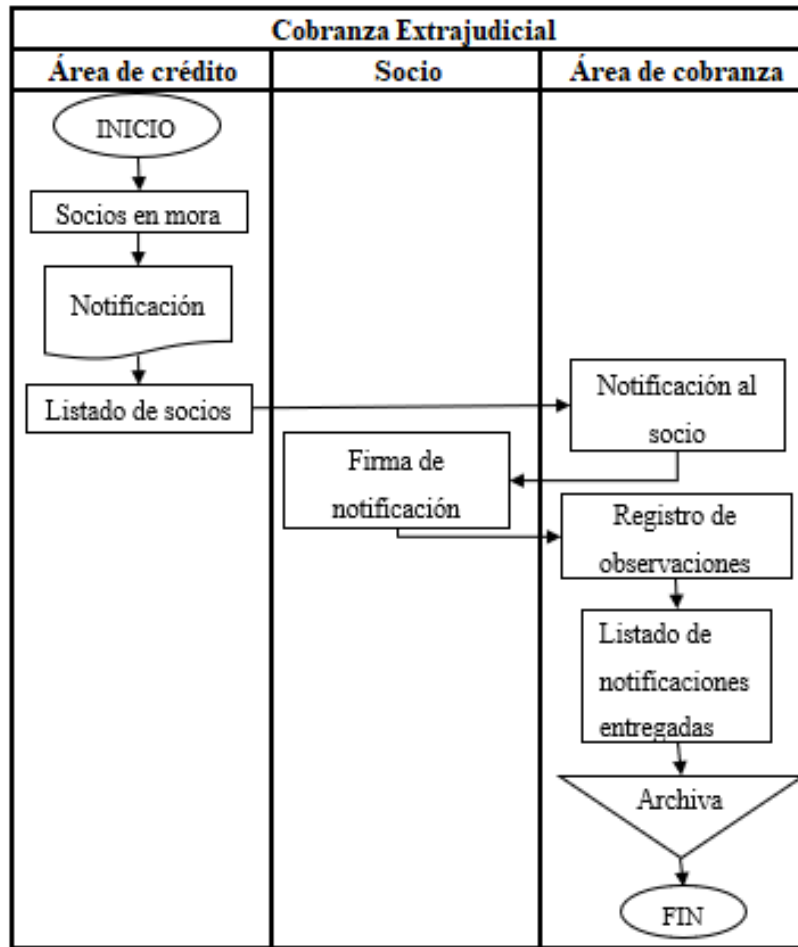 Cobranza Extrajudicial
Área de crédito
Socio
Área de cobranza
INICIO
Socios en mora
Notificación
Listado de socios
Notificación al
socio
Firma de
notificación
Registro de
observaciones
Listado de
notificaciones
entregadas
Archiva
FIN